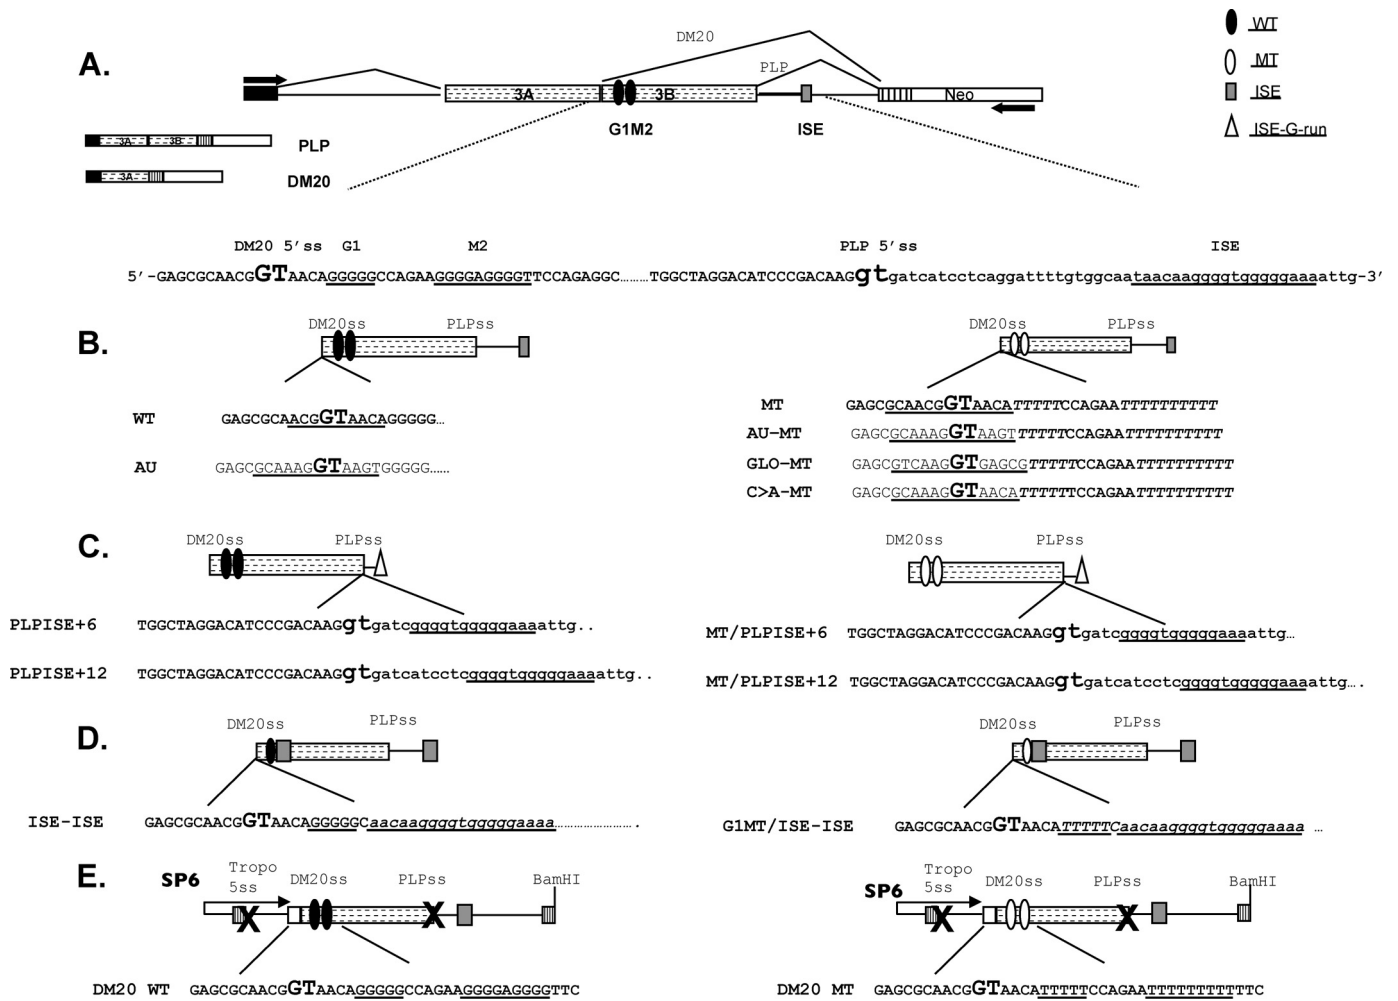 A.
DM20
PLP
3A
3B
Neo
G1M2
ISE
WT
MT
ISE
ISE-G-run
3A
3B
PLP
3A
DM20
DM20 5’ss G1 M2 PLP 5’ss ISE
5’-GAGCGCAACGGTAACAGGGGGCCAGAAGGGGAGGGGTTCCAGAGGC………TGGCTAGGACATCCCGACAAGgtgatcatcctcaggattttgtggcaataacaaggggtgggggaaaattg-3’
B.
DM20ss PLPss
WT GAGCGCAACGGTAACAGGGGG…
AU GAGCGCAAAGGTAAGTGGGGG……
DM20ss PLPss
MT GAGCGCAACGGTAACATTTTTCCAGAATTTTTTTTTT
AU–MT GAGCGCAAAGGTAAGTTTTTTCCAGAATTTTTTTTTT
GLO–MT GAGCGTCAAGGTGAGCGTTTTTCCAGAATTTTTTTTTT
C>A–MT GAGCGCAAAGGTAACATTTTTTCCAGAATTTTTTTTTT
C.
DM20ss PLPss
PLPISE+6 TGGCTAGGACATCCCGACAAGgtgatcggggtgggggaaaattg..
PLPISE+12 TGGCTAGGACATCCCGACAAGgtgatcatcctcggggtgggggaaaattg..
DM20ss PLPss
MT/PLPISE+6 TGGCTAGGACATCCCGACAAGgtgatcggggtgggggaaaattg…
MT/PLPISE+12 TGGCTAGGACATCCCGACAAGgtgatcatcctcggggtgggggaaaattg….
D.
DM20ss PLPss
ISE–ISE GAGCGCAACGGTAACAGGGGGCaacaaggggtgggggaaaa…………………….
DM20ss PLPss
G1MT/ISE–ISE GAGCGCAACGGTAACATTTTTCaacaaggggtgggggaaaa …
E.
SP6
Tropo
5ss
DM20ss PLPss BamHI
X X
DM20 WT GAGCGCAACGGTAACAGGGGGCCAGAAGGGGAGGGGTTC
SP6
Tropo
5ss
DM20ss PLPss BamHI
X X
DM20 MT GAGCGCAACGGTAACATTTTTCCAGAATTTTTTTTTTTC